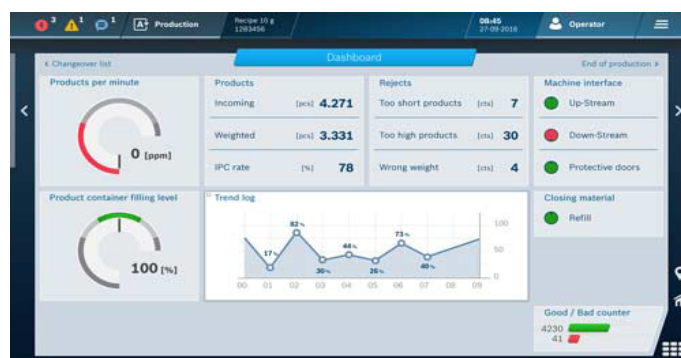 3 1 1 A Production Recipe 10 g 08:45 Operator
1283456 27-09-2018
Dashboard
< Changeover list End of production >
Products per minute
0 [ppm]
Products
Incoming [pcs] 4.271
Weighted [pcs] 3.331
IPC rate [%] 78
Rejects
Too short products [cts] 7
Too high products [cts] 30
Wrong weight [cts] 4
Machine interface
Up-Stream
Down-Stream
Protective doors
Product container filling level
100 [%]
Trend log
17% 82% 30% 44% 26% 73% 40%
100
50
0
00 01 02 03 04 05 06 07 08 09
Closing material
Refill
Good / Bad counter
4230
41